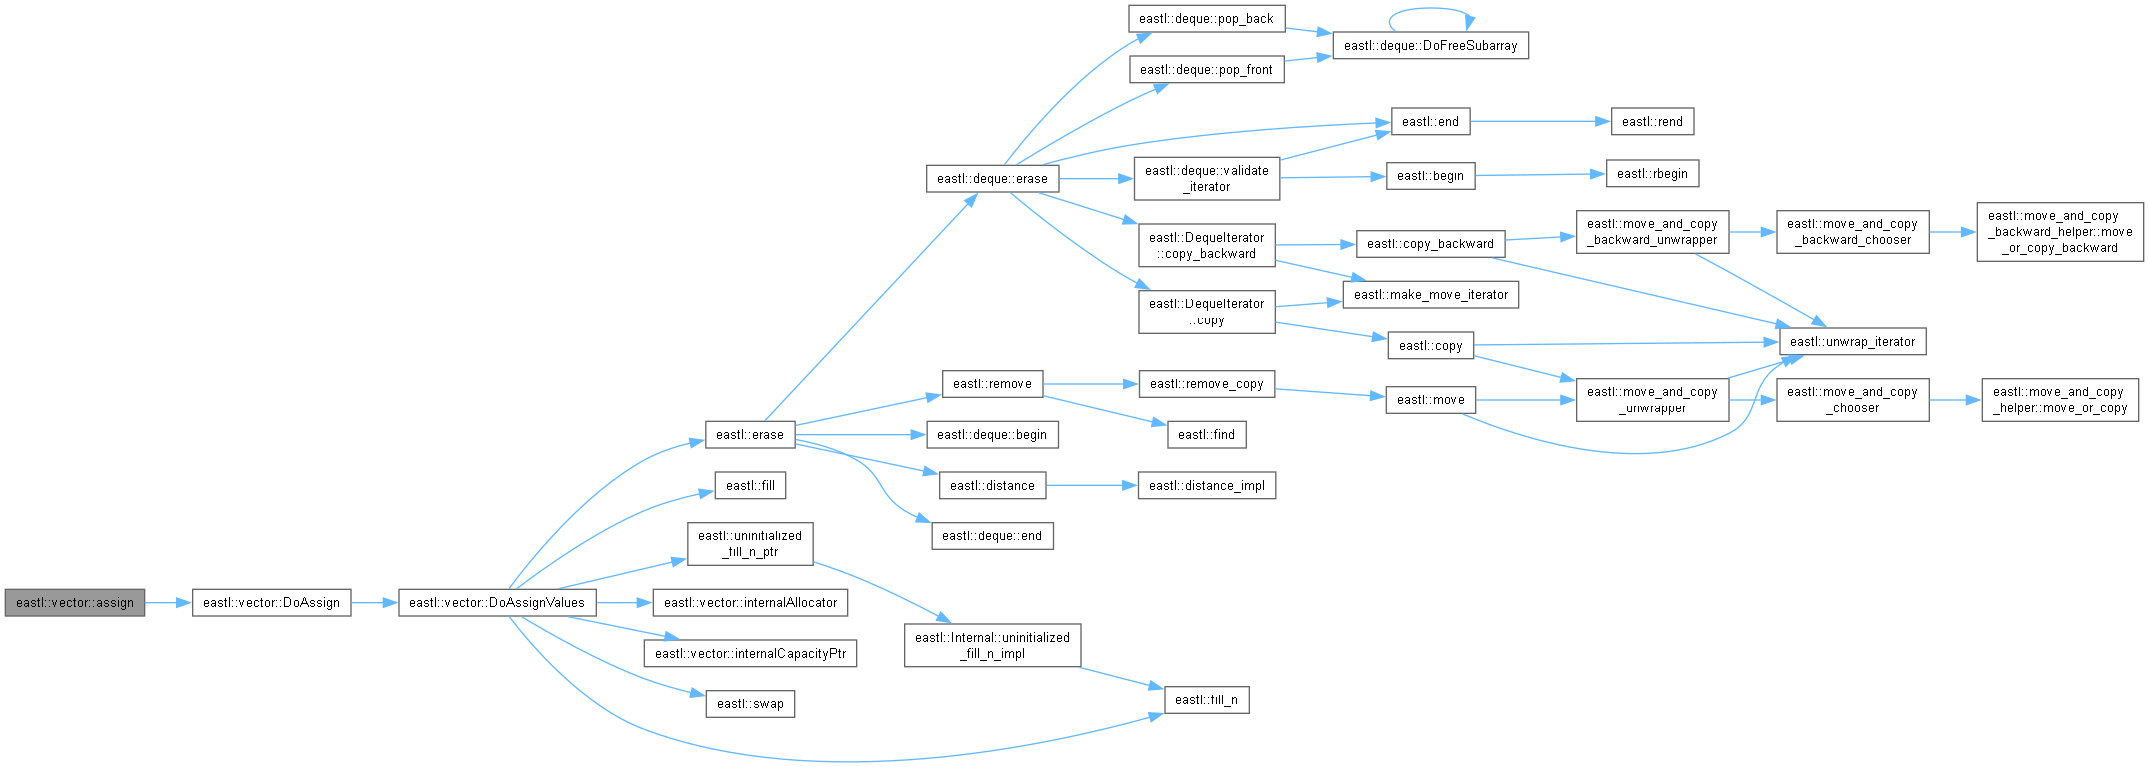 eastl::vector::assign
eastl::vector::DoAssign
eastl::vector::DoAssignValues
eastl::erase
eastl::fill
eastl::uninitialized
_fill_n_ptr
eastl::vector::internalAllocator
eastl::vector::internalCapacityPtr
eastl::swap
eastl::deque::erase
eastl::remove
eastl::deque::begin
eastl::distance
eastl::deque::end
eastl::Internal::uninitialized
_fill_n_impl
eastl::deque::pop_back
eastl::deque::pop_front
eastl::deque::validate
_iterator
eastl::DequeIterator
::copy_backward
eastl::DequeIterator
::copy
eastl::remove_copy
eastl::find
eastl::distance_impl
eastl::fill_n
eastl::deque::DoFreeSubarray
eastl::end
eastl::begin
eastl::copy_backward
eastl::make_move_iterator
eastl::copy
eastl::move
eastl::rend
eastl::rbegin
eastl::move_and_copy
_backward_unwrapper
eastl::move_and_copy
_unwrapper
eastl::move_and_copy
_backward_chooser
eastl::unwrap_iterator
eastl::move_and_copy
_chooser
eastl::move_and_copy
_backward_helper::move
_or_copy_backward
eastl::move_and_copy
_helper::move_or_copy